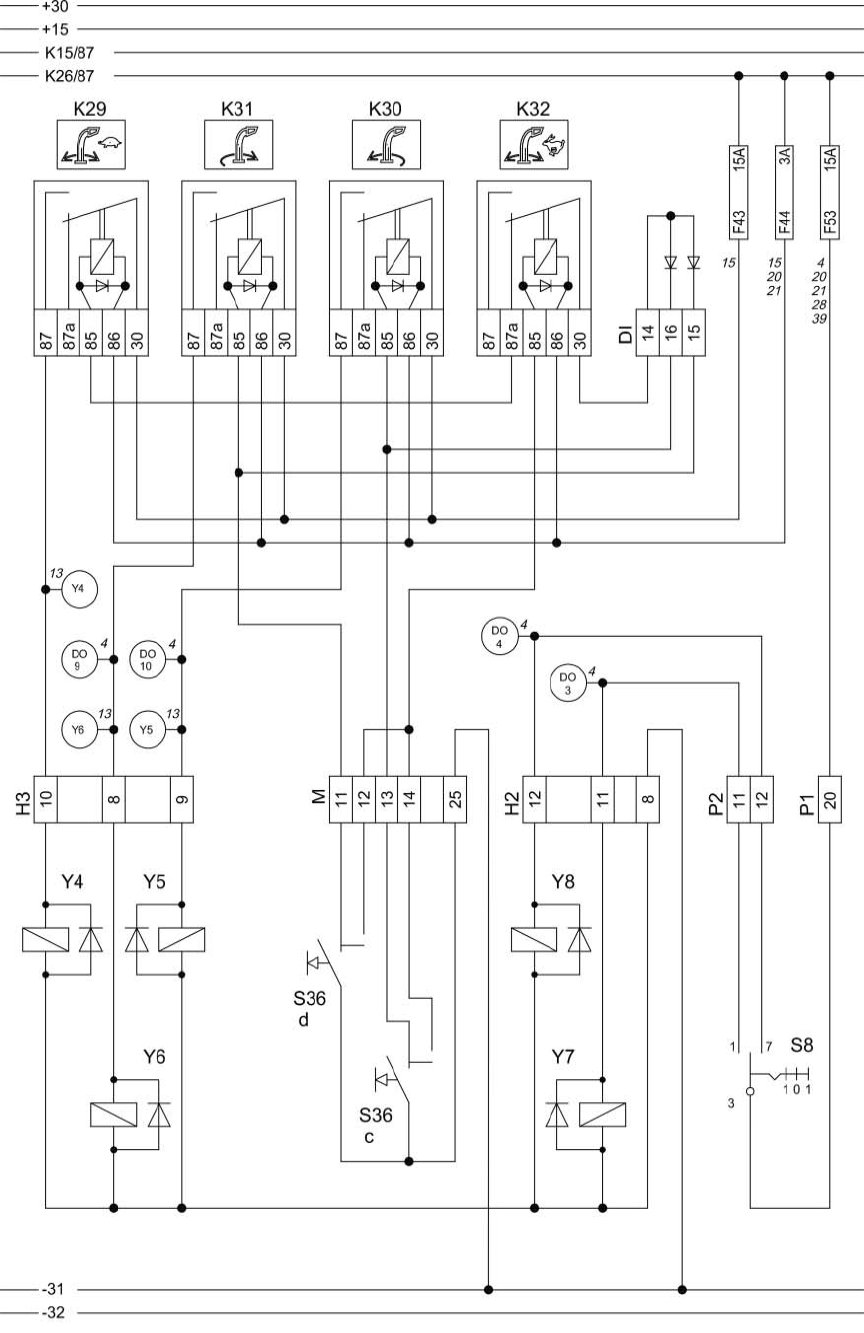 +30
+15
K15/87
K26/87
K29 K31 K30 K32
15A 3A 15A
F43 F44 F53
15 15 4
20 20
21 21
28
39
87 87a 85 86 30 87 87a 85 86 30 87 87a 85 86 30 87 87a 85 86 30 DI 14 16 15
13 Y4
DO 9 4 DO 10 4 DO 4 4
DO 3 4
Y6 13 Y5 13
H3 10 8 9 M 11 12 13 14 25 H2 12 11 8 P2 11 12 P1 20
Y4 Y5 Y8
S36
d
Y6 Y7 1 7 S8
1 0 1
3
S36
c
-31
-32